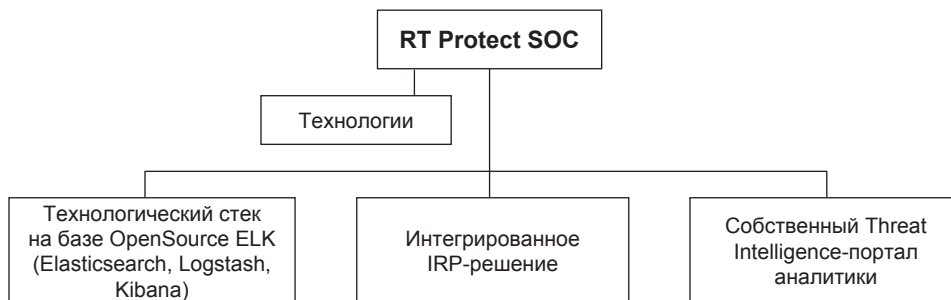 RT Protect SOC
Технологии
Технологический стек
на базе OpenSource ELK
(Elasticsearch, Logstash,
Kibana)
Интегрированное
IRP-решение
Собственный Threat
Intelligence-портал
аналитики